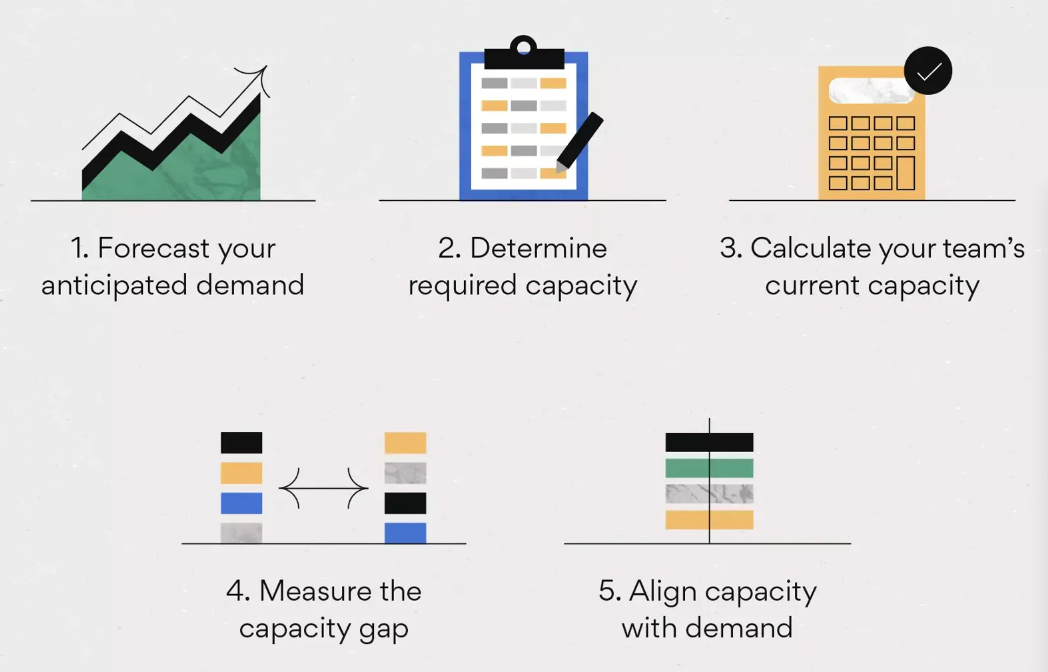 1. Forecast your
anticipated demand
2. Determine
required capacity
3. Calculate your team’s
current capacity
4. Measure the
capacity gap
5. Align capacity
with demand